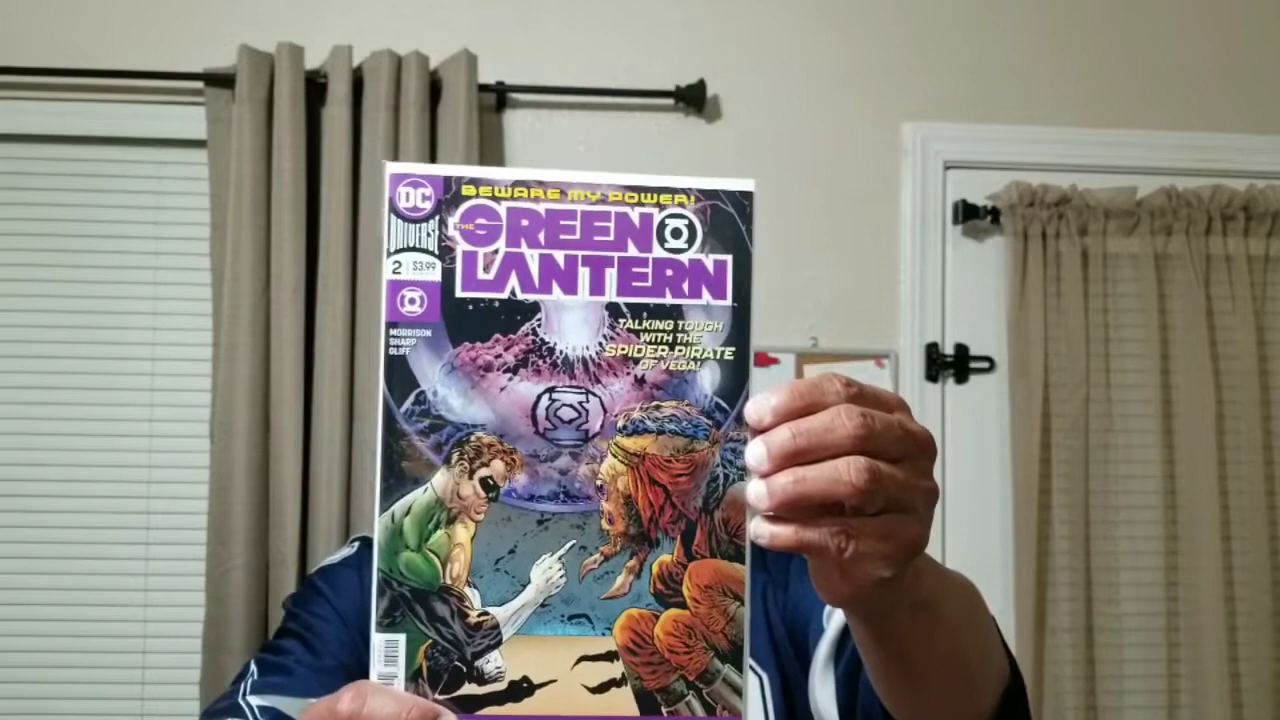 BEWARE MY POWER!
DC
UNIVERSE
THE GREEN
LANTERN
2 $3.99
MORRISON
SHARP
OLIFF
TALKING TOUGH
WITH THE
SPIDER-PIRATE
OF VEGA!